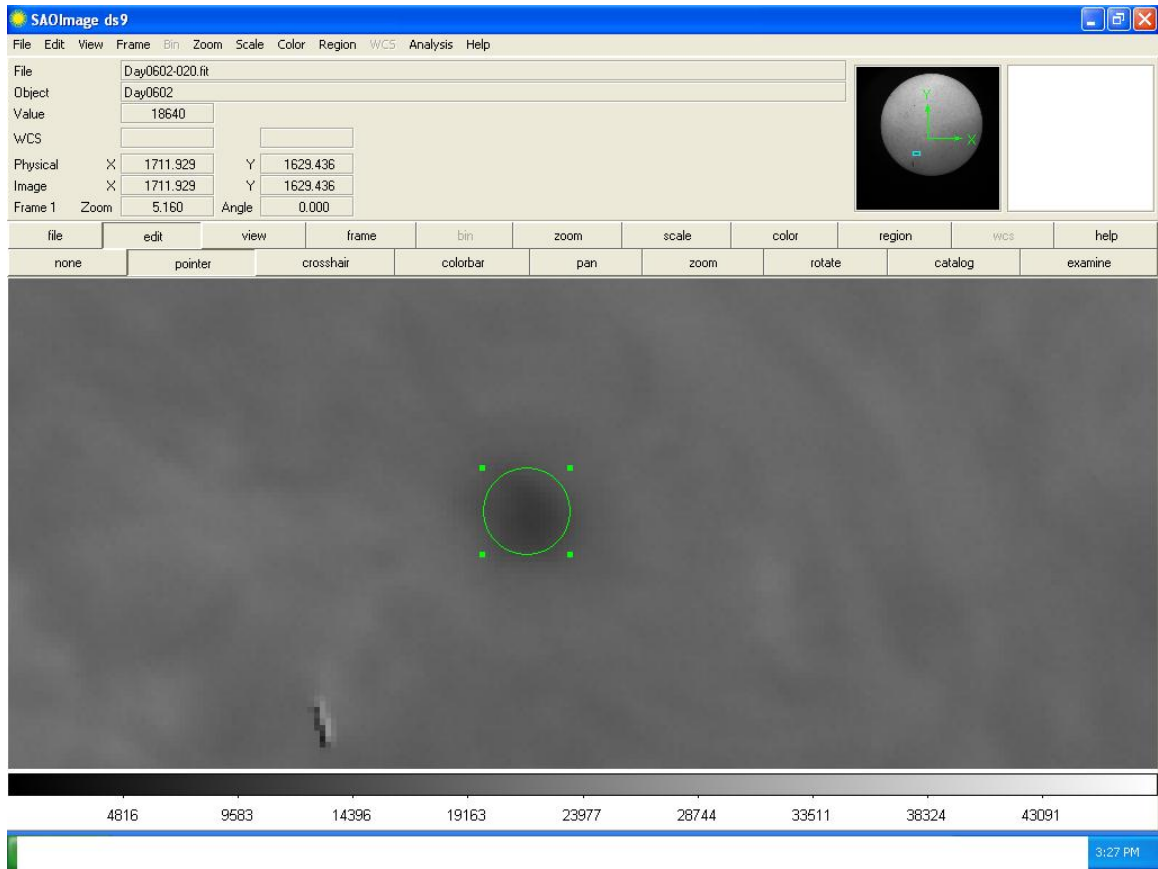 SAOImage ds9
File Edit View Frame Bin Zoom Scale Color Region WCS Analysis Help
File Day0602-020.fit
Object Day0602
Value 18640
WCS
Physical X 1711.929 Y 1629.436
Image X 1711.929 Y 1629.436
Frame 1 Zoom 5.160 Angle 0.000
Y
X
file edit view frame bin zoom scale color region wcs help
none pointer crosshair colorbar pan zoom rotate catalog examine
4816 9583 14396 19163 23977 28744 33511 38324 43091
3:27 PM